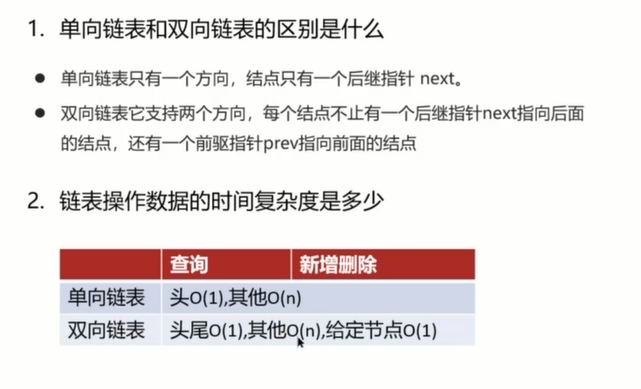 1. 单向链表和双向链表的区别是什么
● 单向链表只有一个方向，结点只有一个后继指针 next。
● 双向链表它支持两个方向，每个结点不止有一个后继指针next指向后面
的结点，还有一个前驱指针prev指向前面的结点
2. 链表操作数据的时间复杂度是多少
查询 新增删除
单向链表 头O(1),其他O(n)
双向链表 头尾O(1),其他O(n),给定节点O(1)